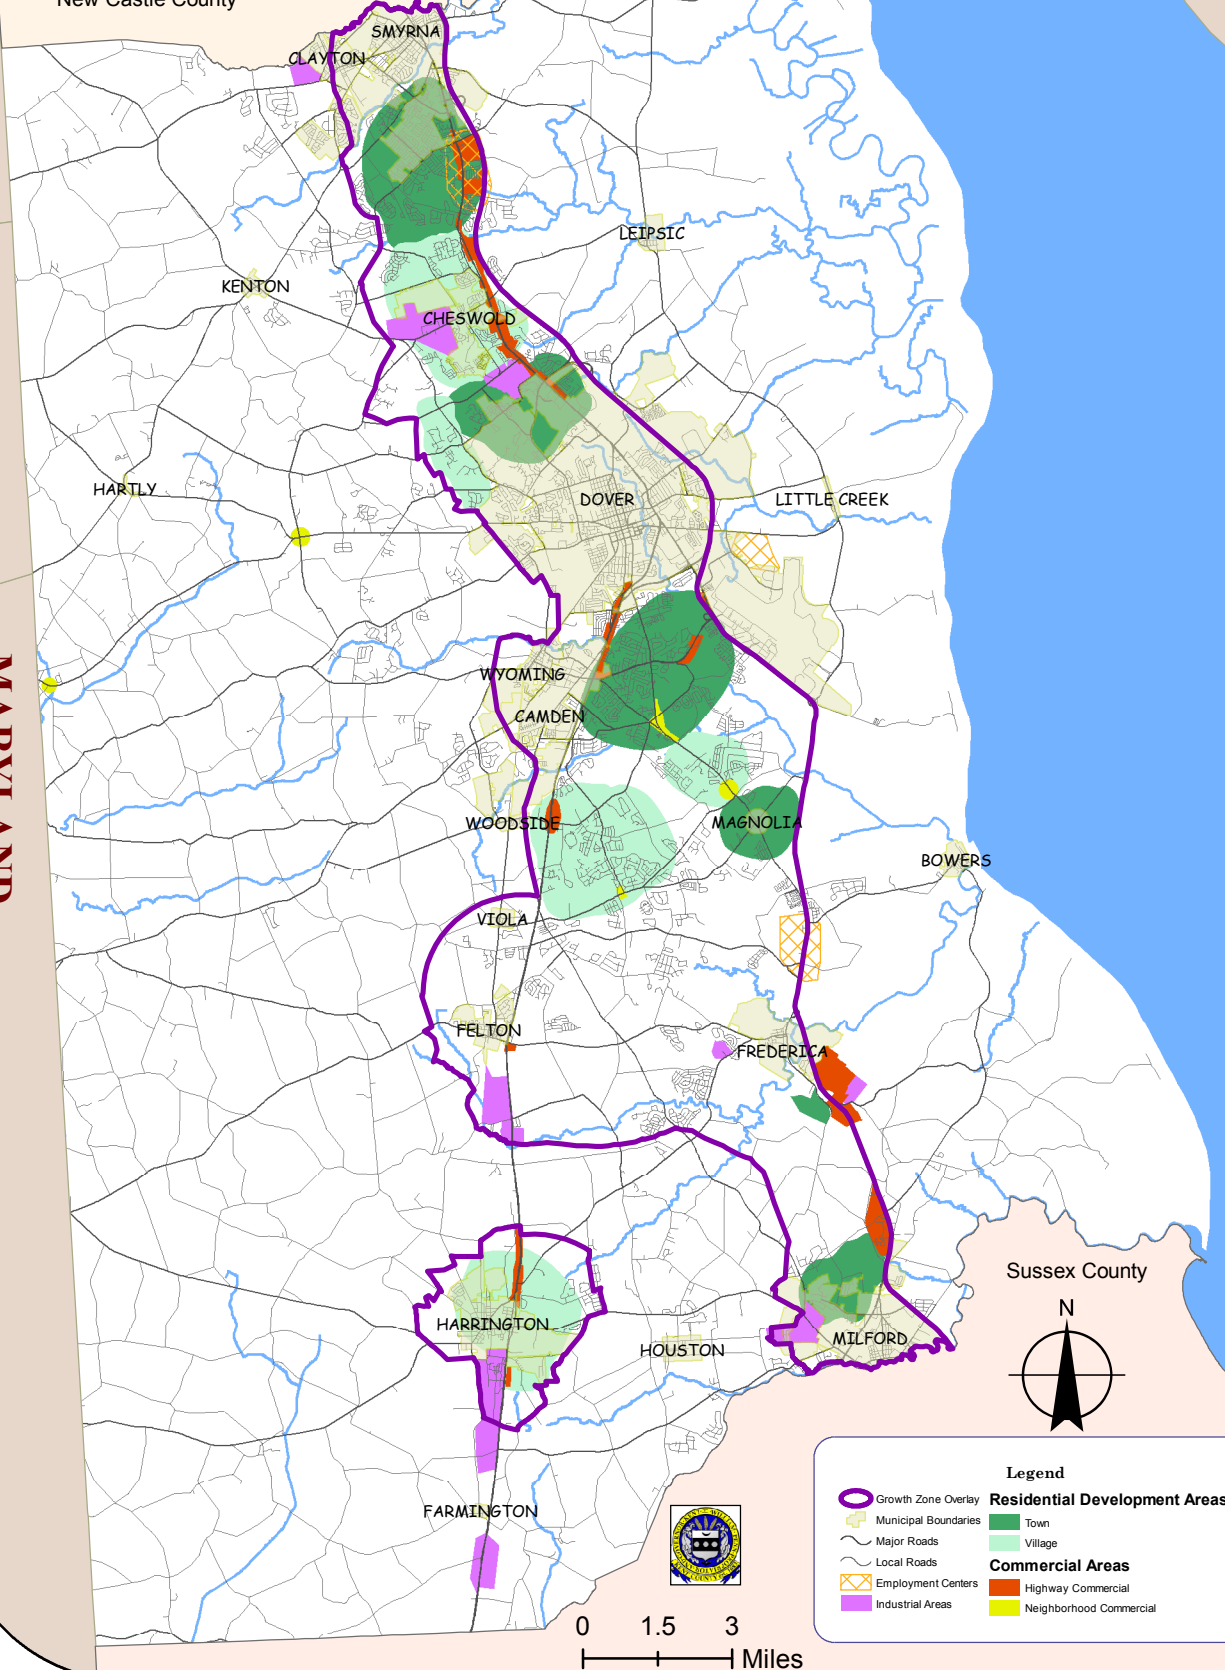 New Castle County
SMYRNA
CLAYTON
LEIPSIC
KENTON
CHESWOLD
HARTLY
DOVER
LITTLE CREEK
MARYLAND
WYOMING
CAMDEN
WOODSIDE
MAGNOLIA
BOWERS
VIOLA
FELTON
FREDERICA
Sussex County
N
HARRINGTON
MILFORD
HOUSTON
FARMINGTON
Legend
Growth Zone Overlay
Municipal Boundaries
Major Roads
Local Roads
Employment Centers
Industrial Areas
Residential Development Areas
Town
Village
Commercial Areas
Highway Commercial
Neighborhood Commercial
0 1.5 3
Miles